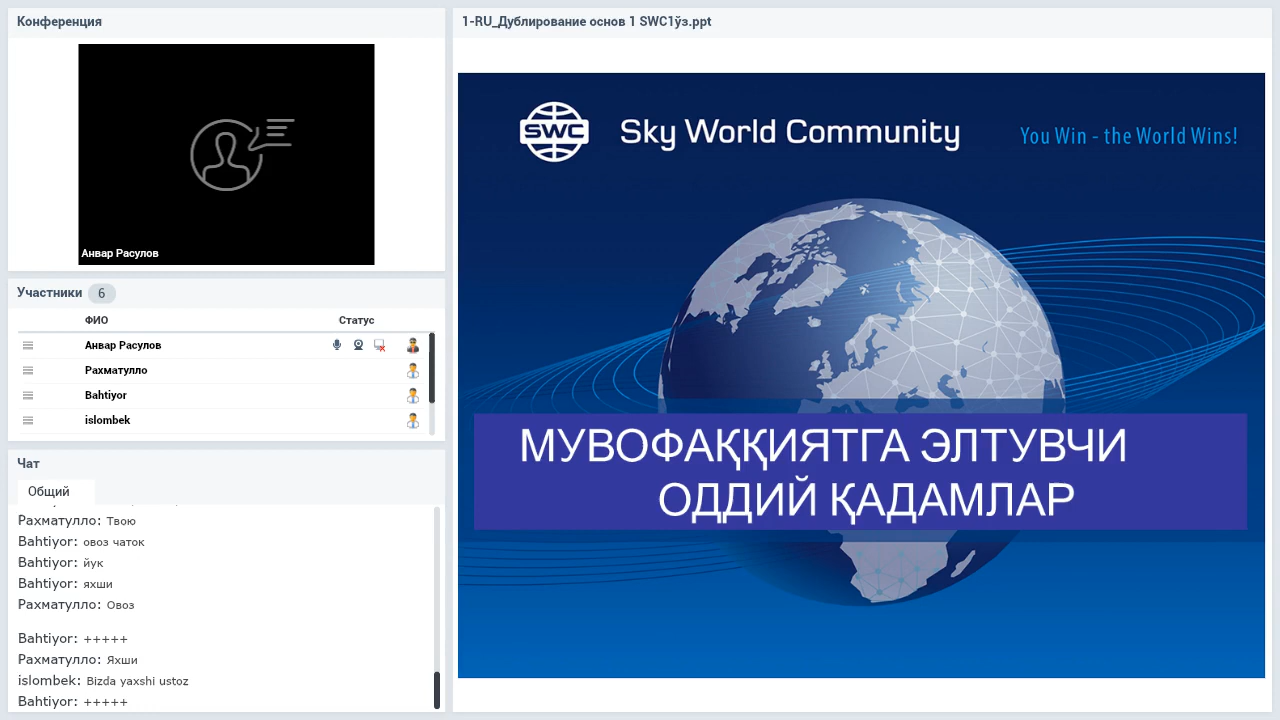 Конференция
Анвар Расулов
Участники 6
ФИО Статус
Анвар Расулов
Рахматулло
Bahtiyor
islombek
Чат
Общий
Рахматулло: Твою
Bahtiyor: овоз чаток
Bahtiyor: йук
Bahtiyor: яхши
Рахматулло: Овоз
Bahtiyor: +++++
Рахматулло: Яхши
islombek: Bizda yaxshi ustoz
Bahtiyor: +++++
1-RU_Дублирование основ 1 SWC1ўз.ppt
SWC Sky World Community
You Win - the World Wins!
МУВОФАҚҚИЯТГА ЭЛТУВЧИ
ОДДИЙ ҚАДАМЛАР